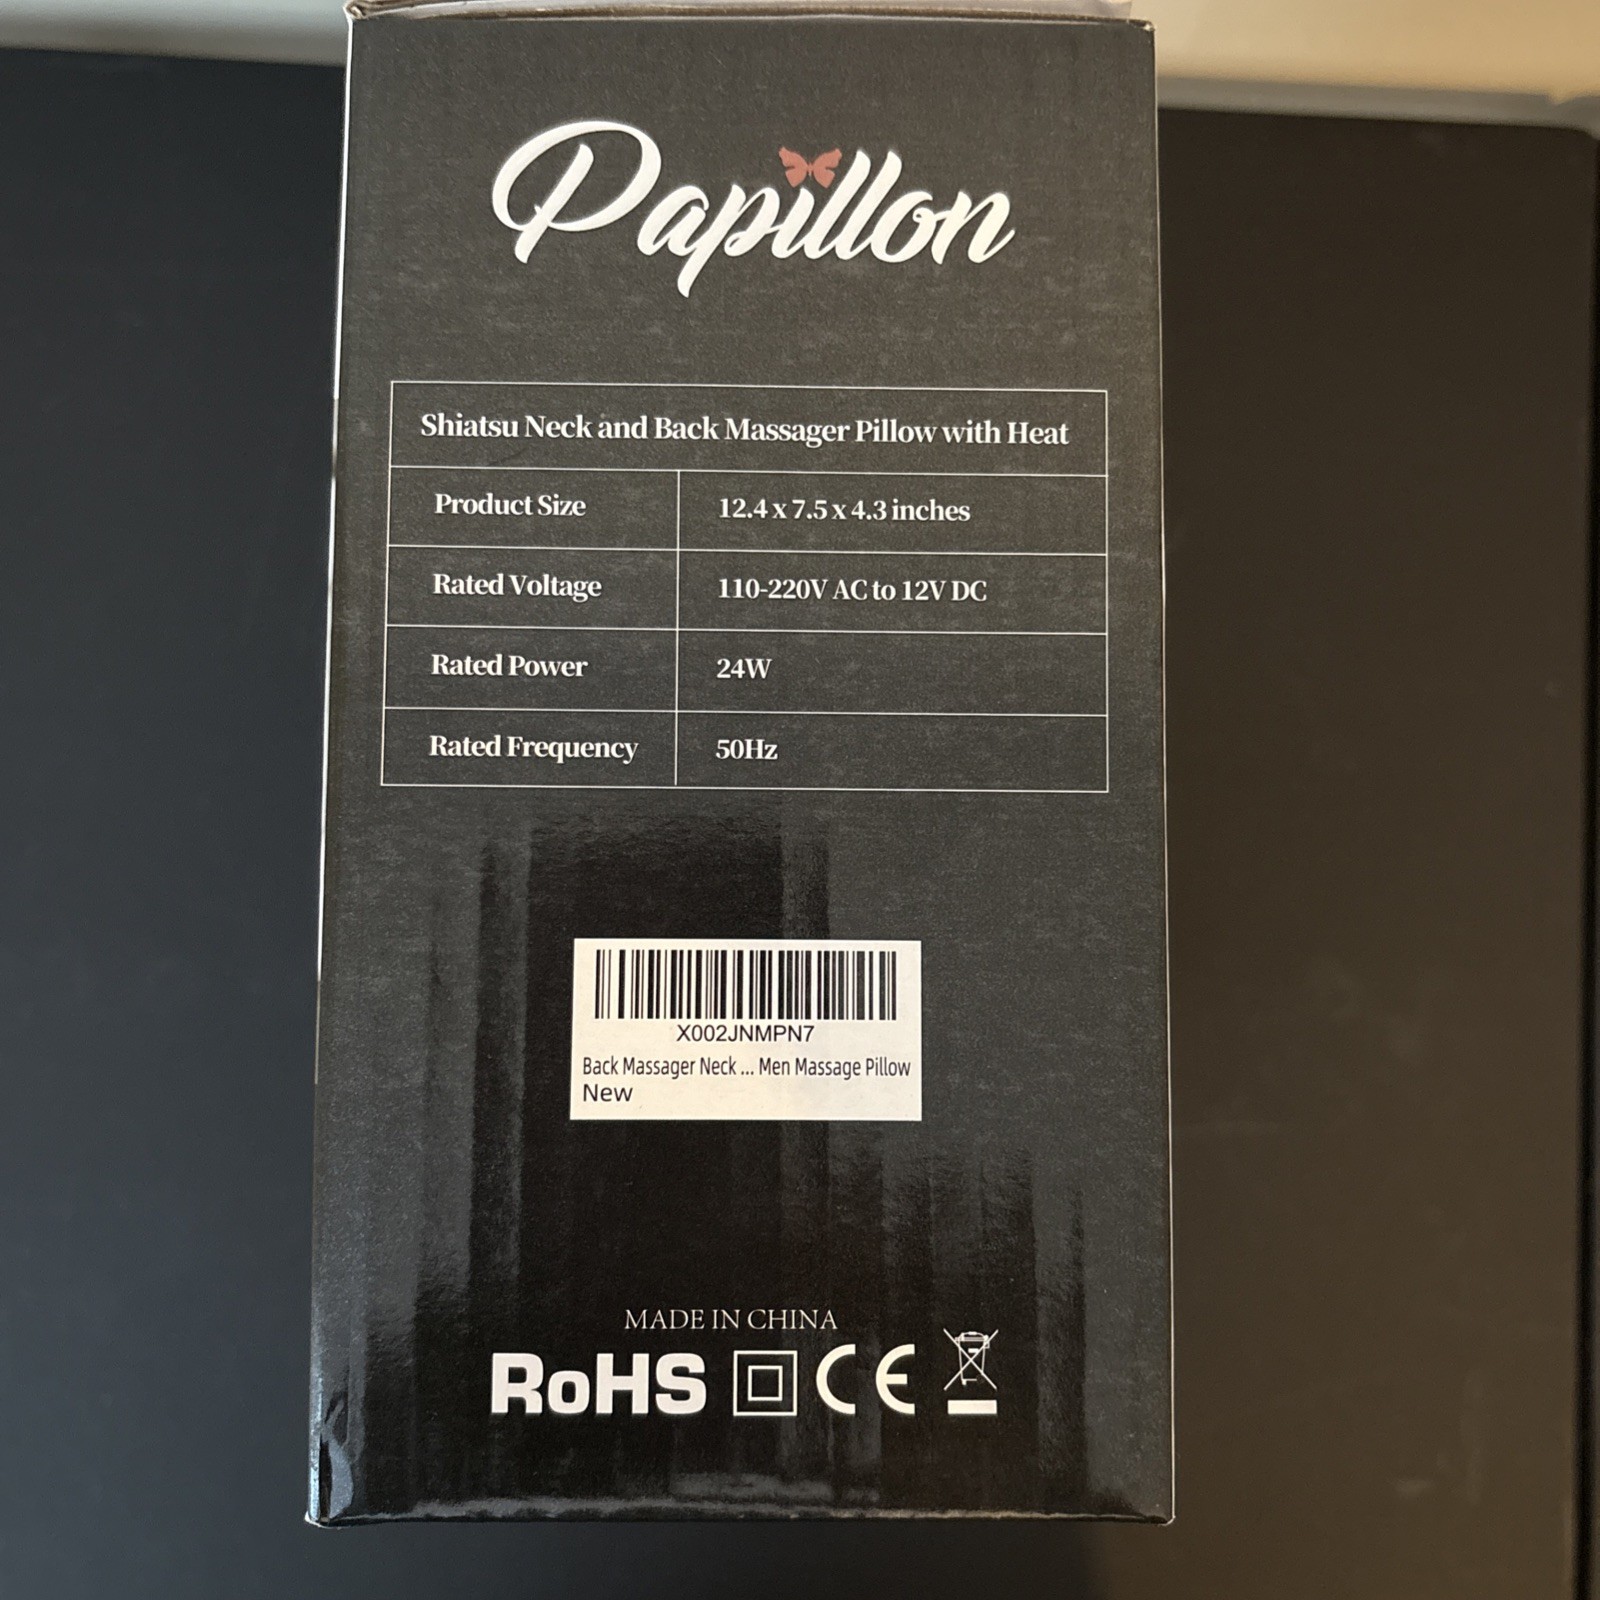 Papillon
Shiatsu Neck and Back Massager Pillow with Heat
Product Size 12.4 x 7.5 x 4.3 inches
Rated Voltage 110-220V AC to 12V DC
Rated Power 24W
Rated Frequency 50Hz
X002JNMPN7
Back Massager Neck ... Men Massage Pillow
New
MADE IN CHINA
RoHS CE